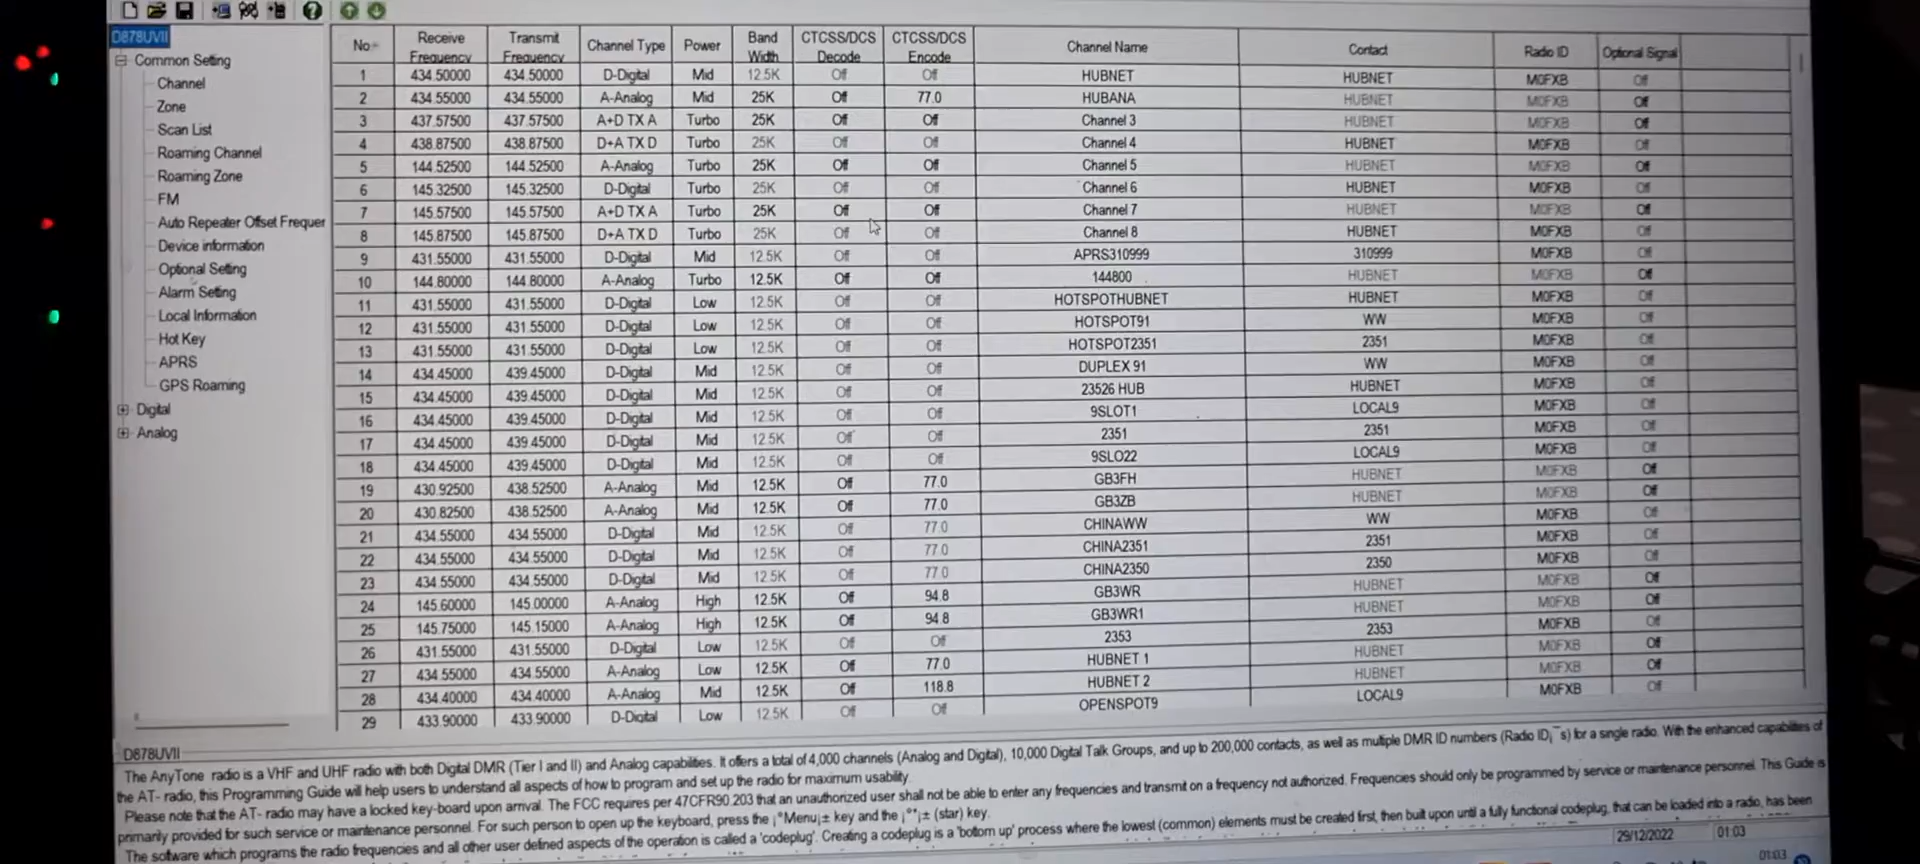 D878UVII
Common Setting
Channel
Zone
Scan List
Roaming Channel
Roaming Zone
FM
Auto Repeater Offset Frequer
Device information
Optional Setting
Alarm Setting
Local Information
Hot Key
APRS
GPS Roaming
Digital
Analog
No Receive Frequency Transmit Frequency Channel Type Power Band Width CTCSS/DCS Decode CTCSS/DCS Encode Channel Name Contact Radio ID Optional Signal
1 434.50000 434.50000 D-Digital Mid 12.5K Off Off HUBNET HUBNET M0FXB Off
2 434.55000 434.55000 A-Analog Mid 25K Off 77.0 HUBANA HUBNET M0FXB Off
3 437.57500 437.57500 A+D TX A Turbo 25K Off Off Channel 3 HUBNET M0FXB Off
4 438.87500 438.87500 D+A TX D Turbo 25K Off Off Channel 4 HUBNET M0FXB Off
5 144.52500 144.52500 A-Analog Turbo 25K Off Off Channel 5 HUBNET M0FXB Off
6 145.32500 145.32500 D-Digital Turbo 25K Off Off Channel 6 HUBNET M0FXB Off
7 145.57500 145.57500 A+D TX A Turbo 25K Off Off Channel 7 HUBNET M0FXB Off
8 145.87500 145.87500 D+A TX D Turbo 25K Off Off Channel 8 HUBNET M0FXB Off
9 431.55000 431.55000 D-Digital Mid 12.5K Off Off APRS310999 310999 M0FXB Off
10 144.80000 144.80000 A-Analog Turbo 12.5K Off Off 144800 HUBNET M0FXB Off
11 431.55000 431.55000 D-Digital Low 12.5K Off Off HOTSPOTHUBNET HUBNET M0FXB Off
12 431.55000 431.55000 D-Digital Low 12.5K Off Off HOTSPOT91 WW M0FXB Off
13 431.55000 431.55000 D-Digital Low 12.5K Off Off HOTSPOT2351 2351 M0FXB Off
14 434.45000 439.45000 D-Digital Mid 12.5K Off Off DUPLEX 91 WW M0FXB Off
15 434.45000 439.45000 D-Digital Mid 12.5K Off Off 23526 HUB HUBNET M0FXB Off
16 434.45000 439.45000 D-Digital Mid 12.5K Off Off 9SLOT1 LOCAL9 M0FXB Off
17 434.45000 439.45000 D-Digital Mid 12.5K Off Off 2351 2351 M0FXB Off
18 434.45000 439.45000 D-Digital Mid 12.5K Off Off 9SLO22 LOCAL9 M0FXB Off
19 430.92500 438.52500 A-Analog Mid 12.5K Off 77.0 GB3FH HUBNET M0FXB Off
20 430.82500 438.52500 A-Analog Mid 12.5K Off 77.0 GB3ZB HUBNET M0FXB Off
21 434.55000 434.55000 D-Digital Mid 12.5K Off 77.0 CHINAWW WW M0FXB Off
22 434.55000 434.55000 D-Digital Mid 12.5K Off 77.0 CHINA2351 2351 M0FXB Off
23 434.55000 434.55000 D-Digital Mid 12.5K Off 77.0 CHINA2350 2350 M0FXB Off
24 145.60000 145.00000 A-Analog High 12.5K Off 94.8 GB3WR HUBNET M0FXB Off
25 145.75000 145.15000 A-Analog High 12.5K Off 94.8 GB3WR1 HUBNET M0FXB Off
26 431.55000 431.55000 D-Digital Low 12.5K Off Off 2353 2353 M0FXB Off
27 434.55000 434.55000 A-Analog Low 12.5K Off 77.0 HUBNET 1 HUBNET M0FXB Off
28 434.40000 434.40000 A-Analog Mid 12.5K Off 118.8 HUBNET 2 HUBNET M0FXB Off
29 433.90000 433.90000 D-Digital Low 12.5K Off Off OPENSPOT9 LOCAL9 M0FXB Off
D878UVII
The AnyTone radio is a VHF and UHF radio with both Digital DMR (Tier I and II) and Analog capabilities. It offers a total of 4,000 channels (Analog and Digital), 10,000 Digital Talk Groups, and up to 200,000 contacts, as well as multiple DMR ID numbers (Radio ID¡¯s) for a single radio. With the enhanced capabilities of
the AT- radio, this Programming Guide will help users to understand all aspects of how to program and set up the radio for maximum usability.
Please note that the AT- radio may have a locked key-board upon arrival. The FCC requires per 47CFR90.203 that an unauthorized user shall not be able to enter any frequencies and transmit on a frequency not authorized. Frequencies should only be programmed by service or maintenance personnel. This Guide is
primarily provided for such service or maintenance personnel. For such person to open up the keyboard, press the ¡°Menu¡± key and the ¡°*¡± (star) key.
The software which programs the radio frequencies and all other user defined aspects of the operation is called a 'codeplug'. Creating a codeplug is a 'bottom up' process where the lowest (common) elements must be created first, then built upon until a fully functional codeplug, that can be loaded into a radio, has been
29/12/2022 01:03
01:03